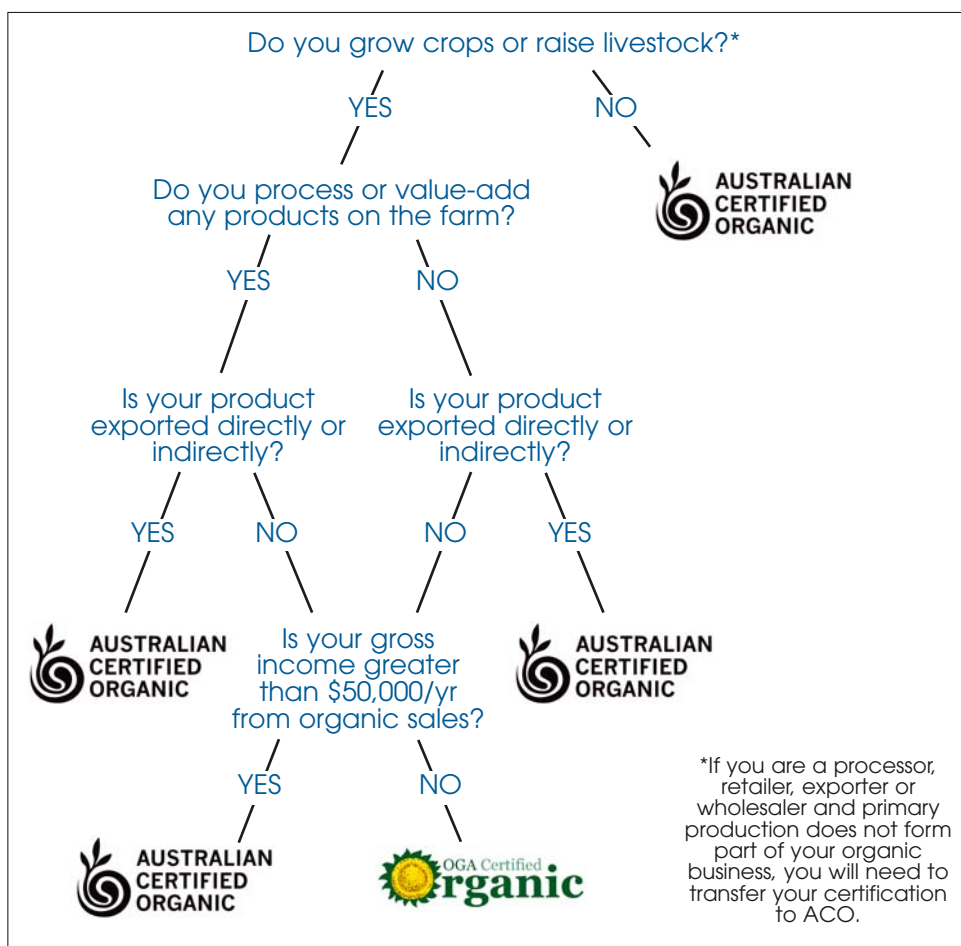 Do you grow crops or raise livestock?*
YES
NO
AUSTRALIAN
CERTIFIED
ORGANIC
Do you process or value-add
any products on the farm?
YES
NO
Is your product
exported directly or
indirectly?
Is your product
exported directly or
indirectly?
YES
NO
NO
YES
AUSTRALIAN
CERTIFIED
ORGANIC
Is your gross
income greater
than $50,000/yr
from organic sales?
AUSTRALIAN
CERTIFIED
ORGANIC
YES
NO
AUSTRALIAN
CERTIFIED
ORGANIC
OGA Certified
Organic
*If you are a processor,
retailer, exporter or
wholesaler and primary
production does not form
part of your organic
business, you will need to
transfer your certification
to ACO.